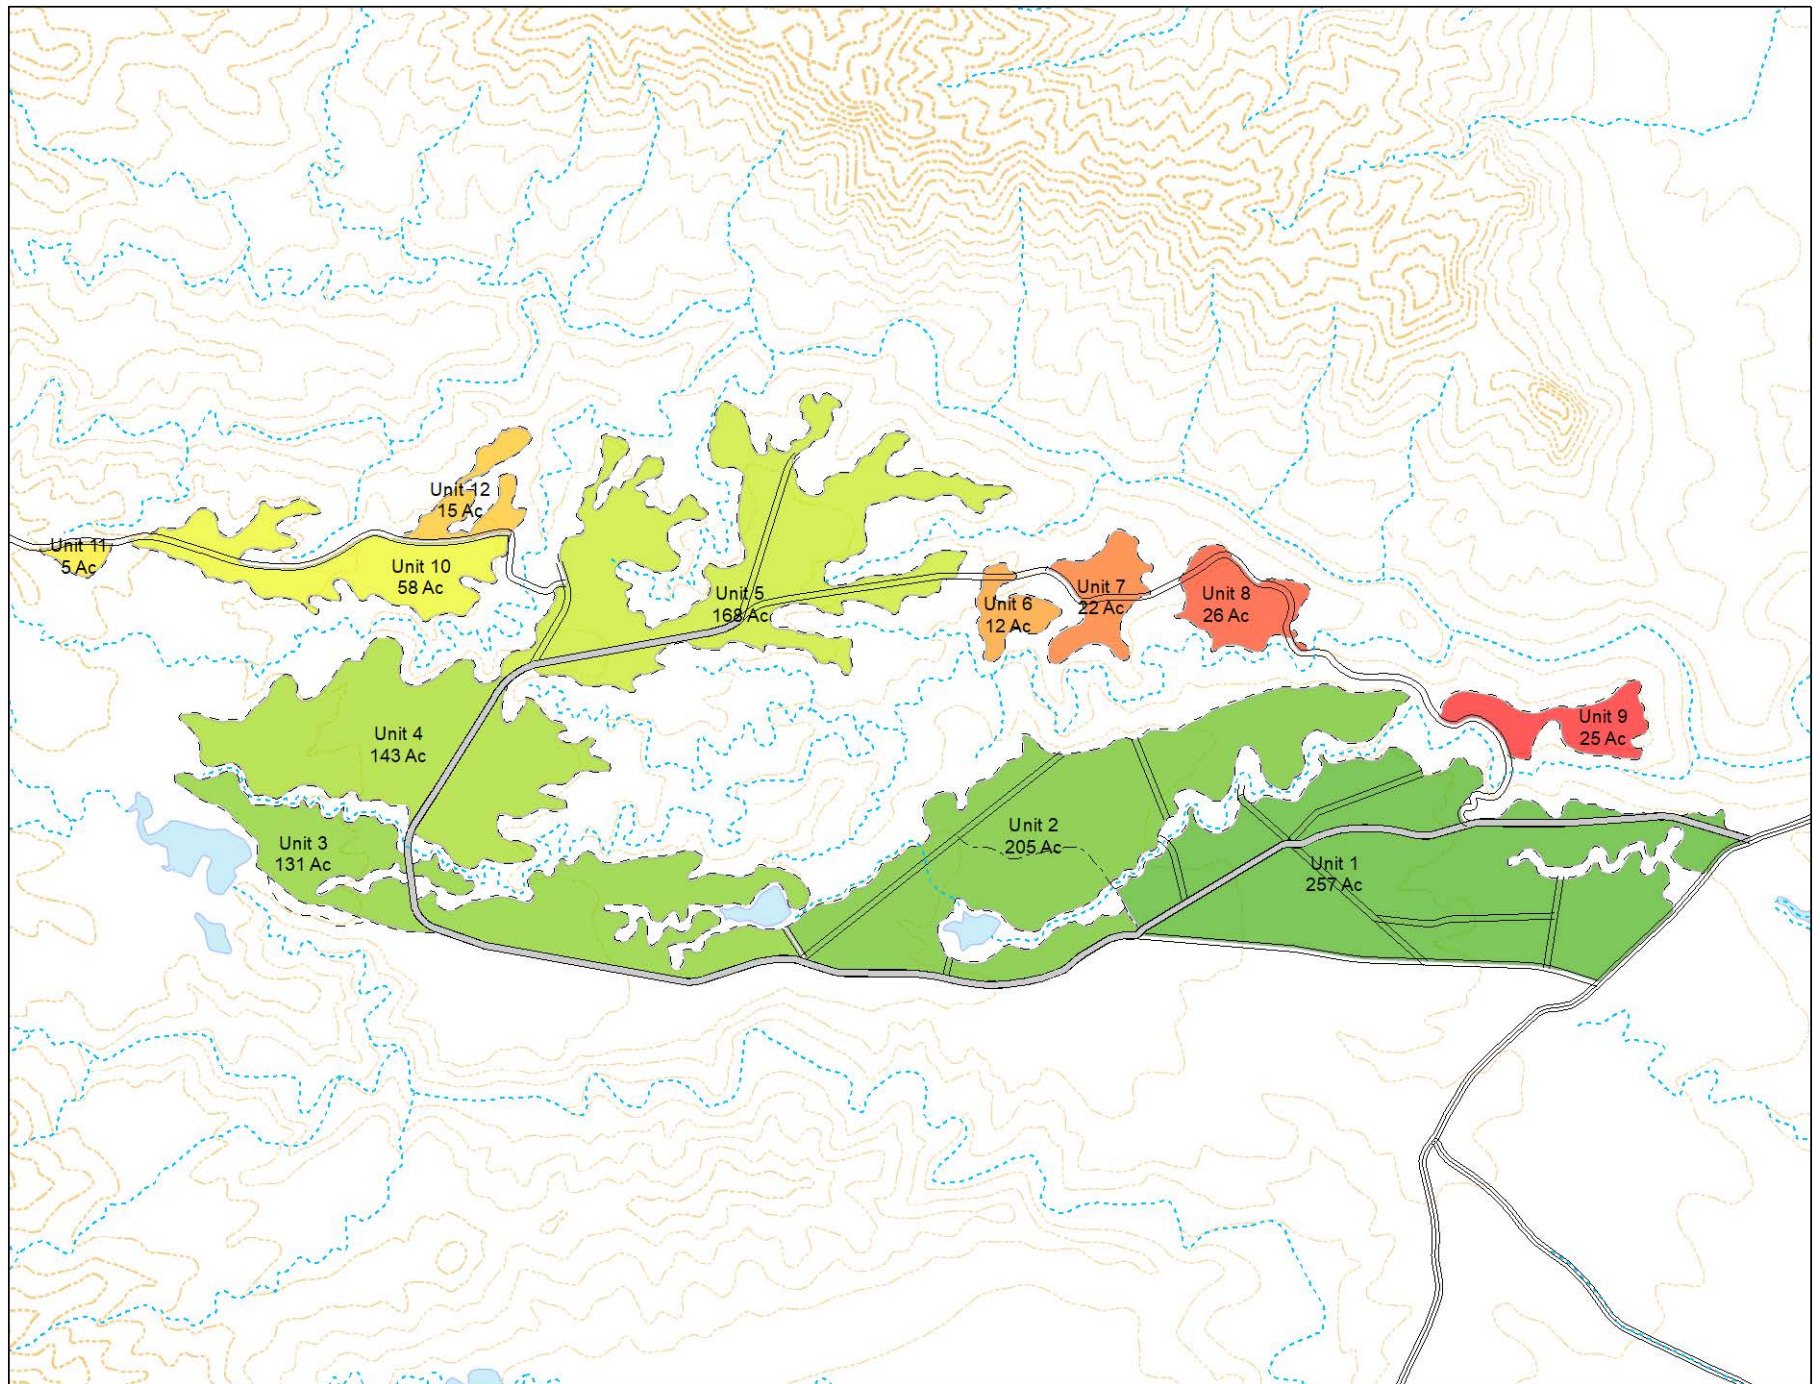 Unit 12
15 Ac
Unit 11
5 Ac
Unit 10
58 Ac
Unit 5
168 Ac
Unit 6
12 Ac
Unit 7
22 Ac
Unit 8
26 Ac
Unit 9
25 Ac
Unit 4
143 Ac
Unit 3
131 Ac
Unit 2
205 Ac
Unit 1
257 Ac